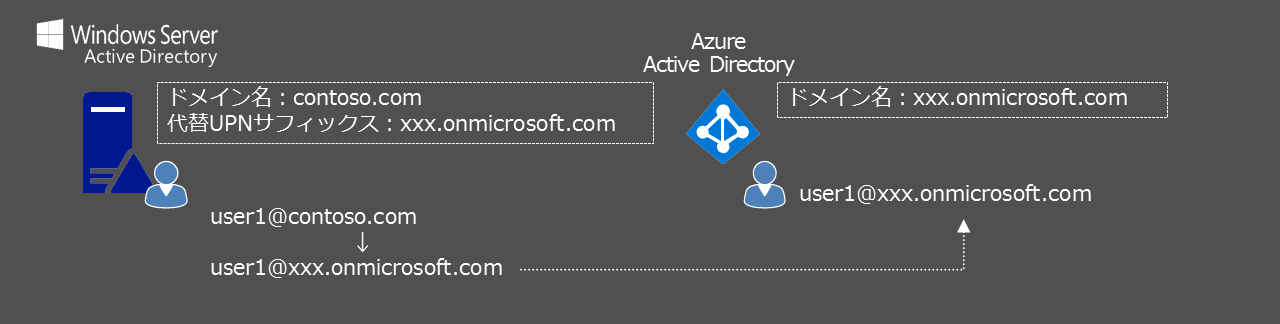 Windows Server
Active Directory
ドメイン名：contoso.com
代替UPNサフィックス：xxx.onmicrosoft.com
user1@contoso.com
↓
user1@xxx.onmicrosoft.com
Azure
Active Directory
ドメイン名：xxx.onmicrosoft.com
user1@xxx.onmicrosoft.com